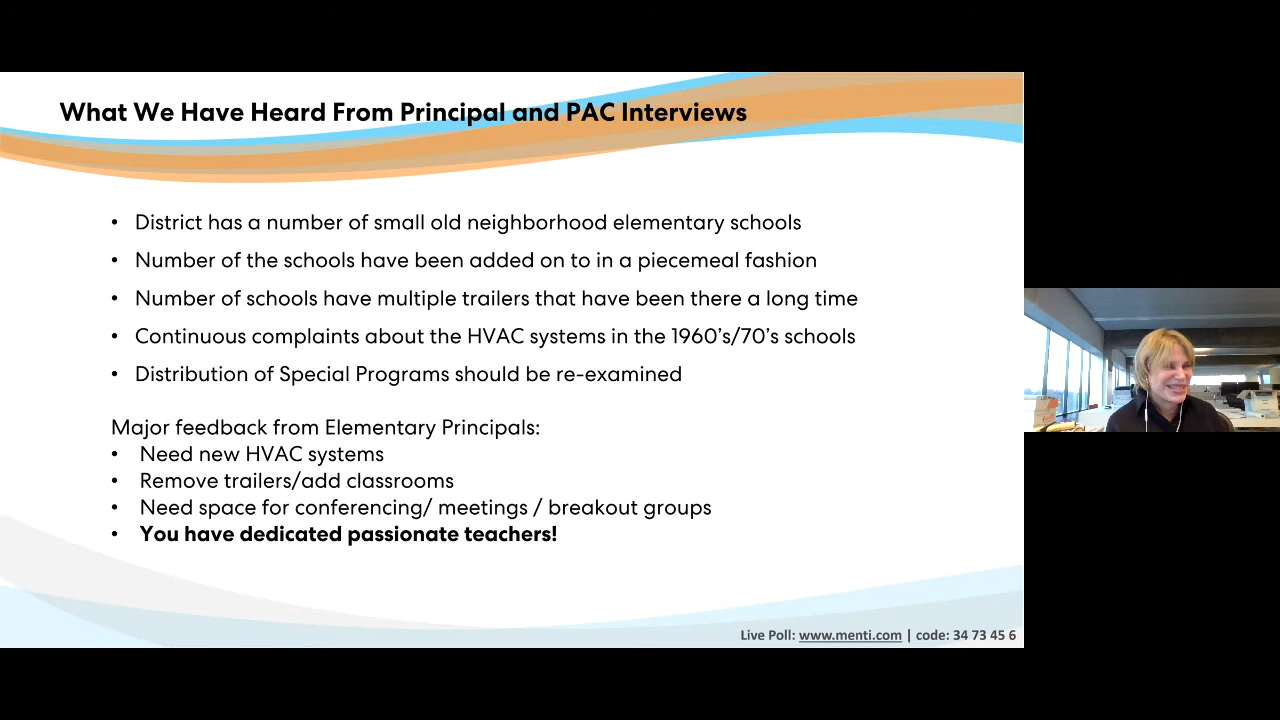 What We Have Heard From Principal and PAC Interviews
• District has a number of small old neighborhood elementary schools
• Number of the schools have been added on to in a piecemeal fashion
• Number of schools have multiple trailers that have been there a long time
• Continuous complaints about the HVAC systems in the 1960’s/70’s schools
• Distribution of Special Programs should be re-examined
Major feedback from Elementary Principals:
• Need new HVAC systems
• Remove trailers/add classrooms
• Need space for conferencing/ meetings / breakout groups
• You have dedicated passionate teachers!
Live Poll: www.menti.com | code: 34 73 45 6